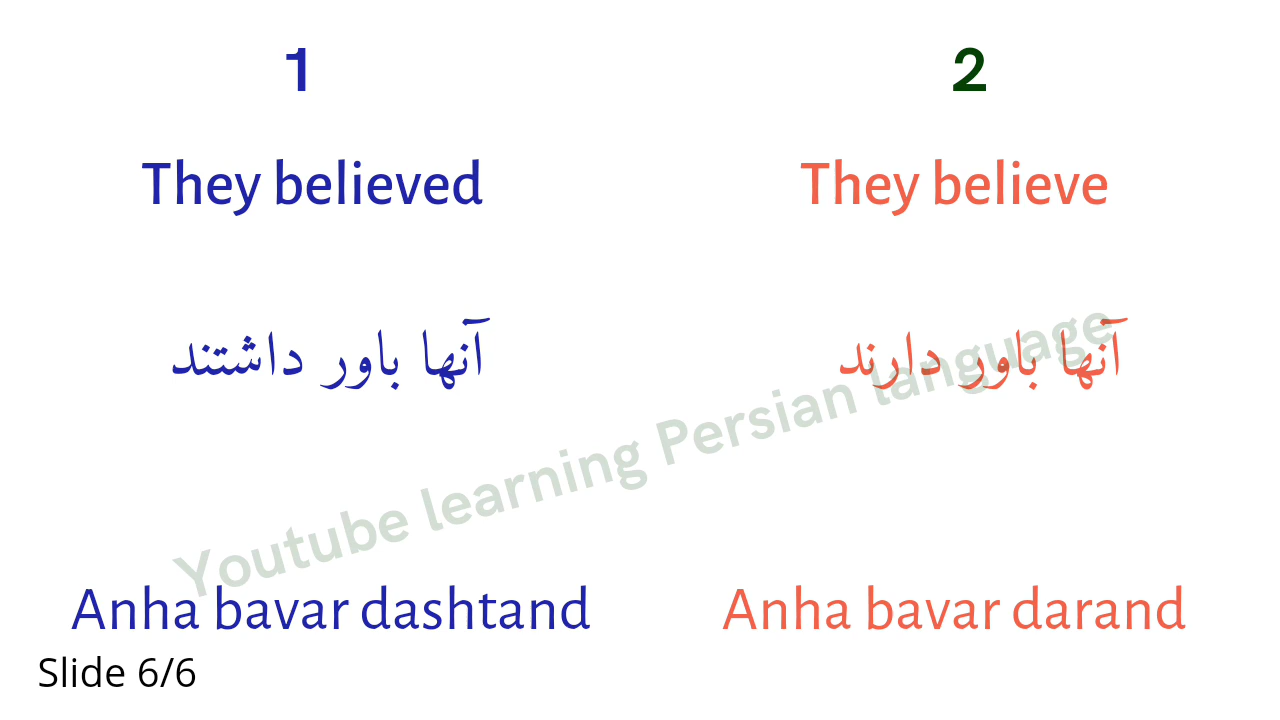 1
They believed
آنها باور داشتند
Anha bavar dashtand
2
They believe
آنها باور دارند
Anha bavar darand
Youtube learning Persian language
Slide 6/6